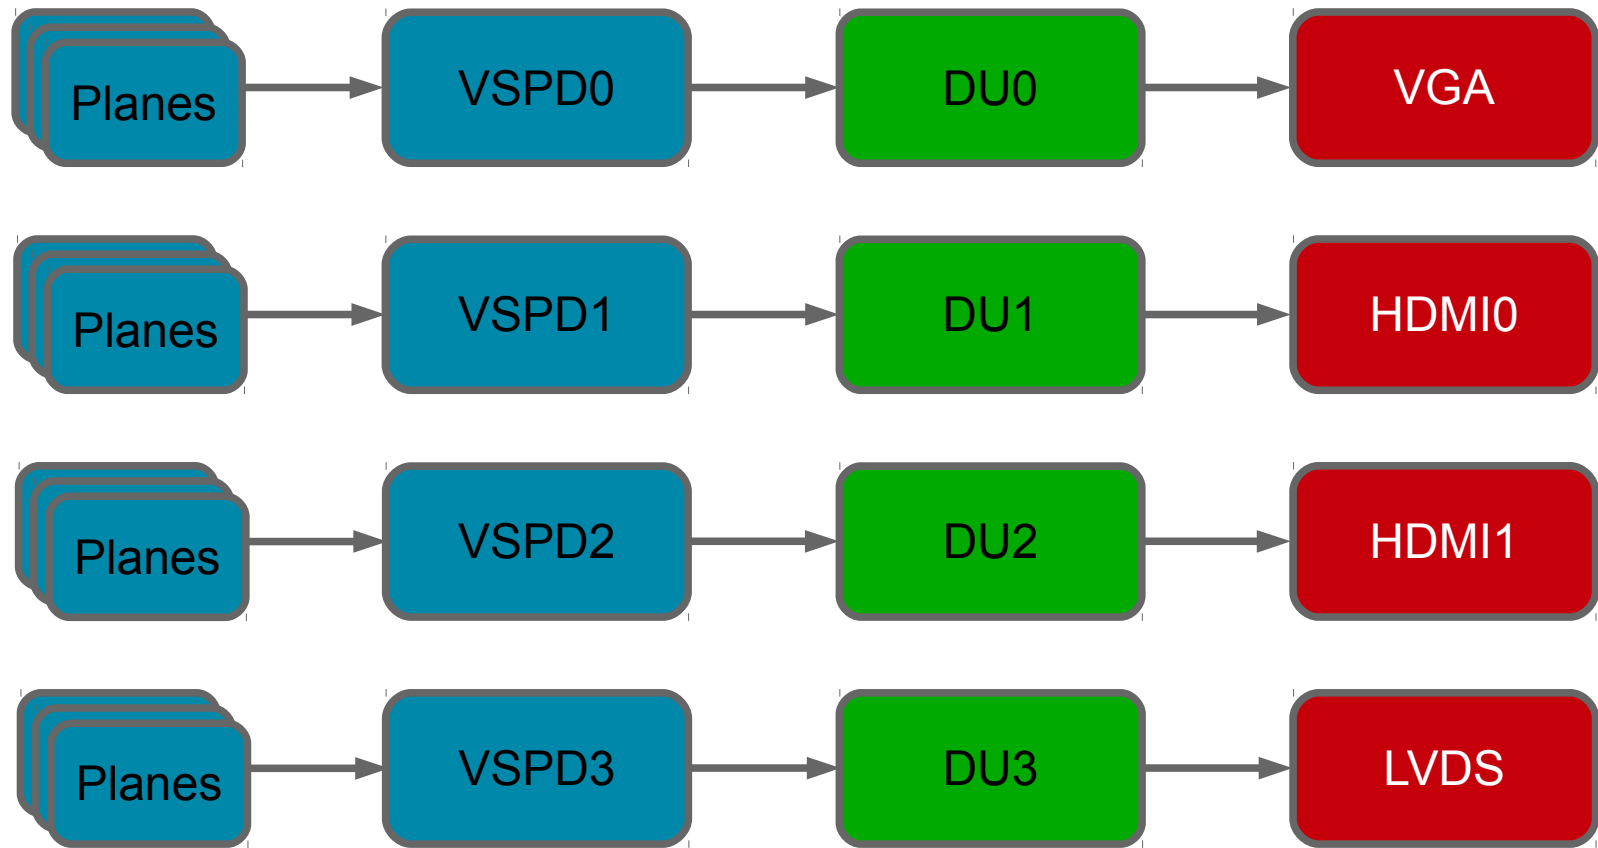 Planes
VSPD0
DU0
VGA
Planes
VSPD1
DU1
HDMI0
Planes
VSPD2
DU2
HDMI1
Planes
VSPD3
DU3
LVDS